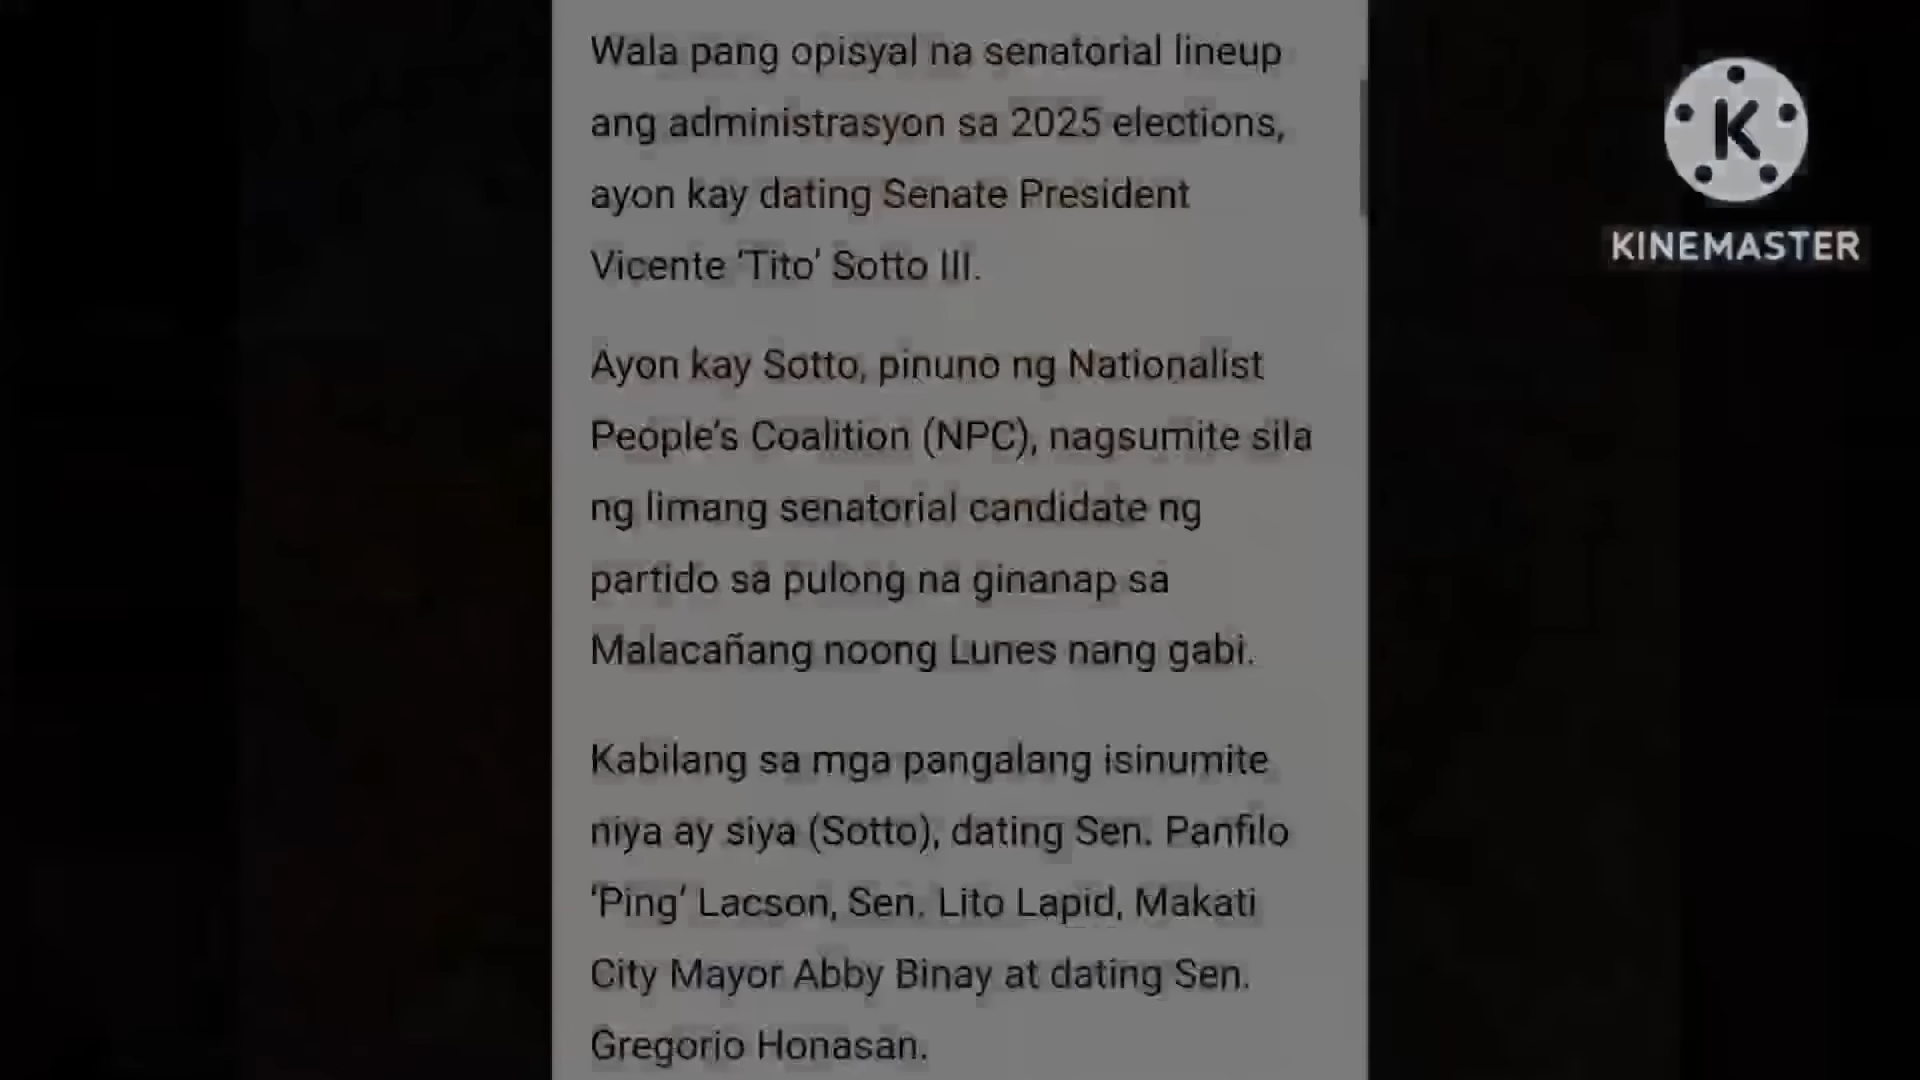 Wala pang opisyal na senatorial lineup
ang administrasyon sa 2025 elections,
ayon kay dating Senate President
Vicente ‘Tito’ Sotto III.
Ayon kay Sotto, pinuno ng Nationalist
People’s Coalition (NPC), nagsumite sila
ng limang senatorial candidate ng
partido sa pulong na ginanap sa
Malacañang noong Lunes nang gabi.
Kabilang sa mga pangalang isinumite
niya ay siya (Sotto), dating Sen. Panfilo
‘Ping’ Lacson, Sen. Lito Lapid, Makati
City Mayor Abby Binay at dating Sen.
Gregorio Honasan.
K
KINEMASTER